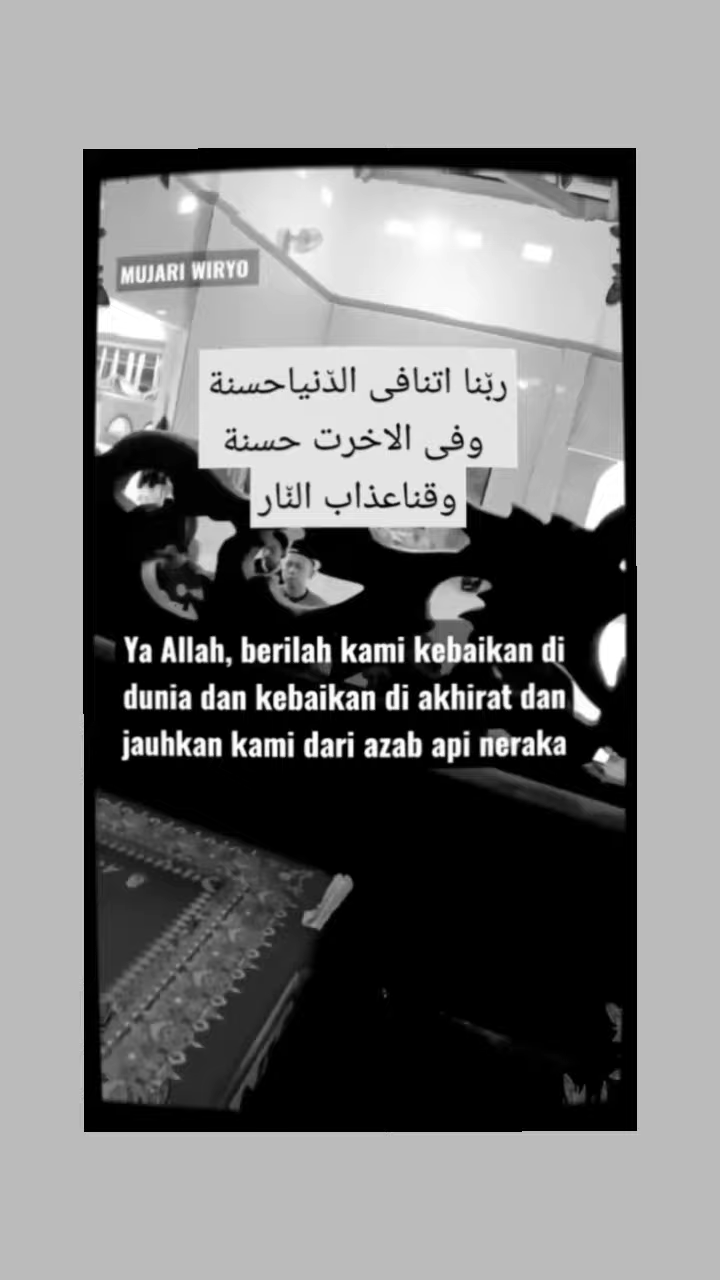 MUJARI WIRYO
ربّنا اتنافى الدّنياحسنة
وفى الاخرت حسنة
وقناعذاب النّار
Ya Allah, berilah kami kebaikan di
dunia dan kebaikan di akhirat dan
jauhkan kami dari azab api neraka